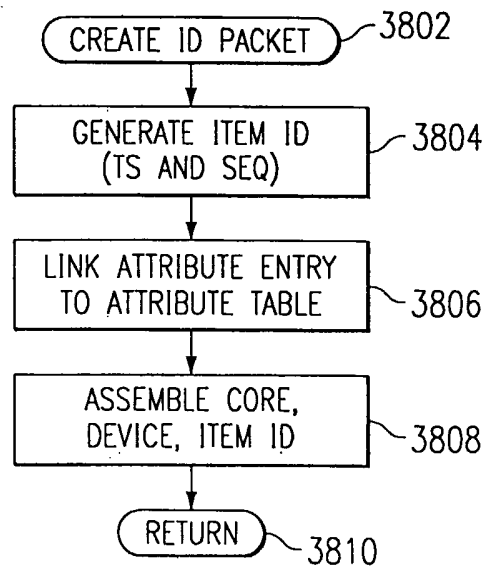 CREATE ID PACKET
3802
GENERATE ITEM ID
(TS AND SEQ)
3804
LINK ATTRIBUTE ENTRY
TO ATTRIBUTE TABLE
3806
ASSEMBLE CORE,
DEVICE, ITEM ID
3808
RETURN
3810